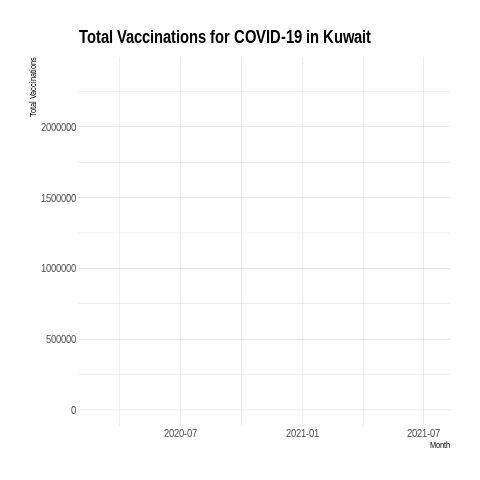 Total Vaccinations for COVID-19 in Kuwait
Total Vaccinations
2000000
1500000
1000000
500000
0
2020-07
2021-01
2021-07
Month